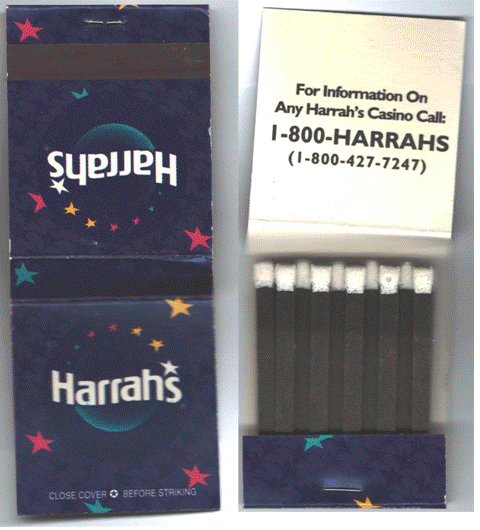 Harrah's
Harrah's
CLOSE COVER ✪ BEFORE STRIKING
For Information On
Any Harrah's Casino Call:
1-800-HARRAHS
(1-800-427-7247)